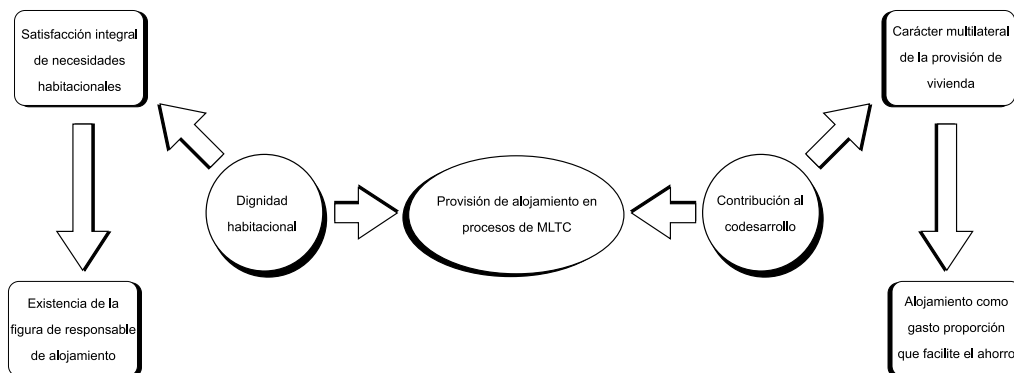 Satisfacción integral
de necesidades
habitacionales
Carácter multilateral
de la provisión de
vivienda
Dignidad
habitacional
Provisión de alojamiento en
procesos de MLTC
Contribución al
codesarrollo
Existencia de la
figura de responsable
de alojamiento
Alojamiento como
gasto proporción
que facilite el ahorro